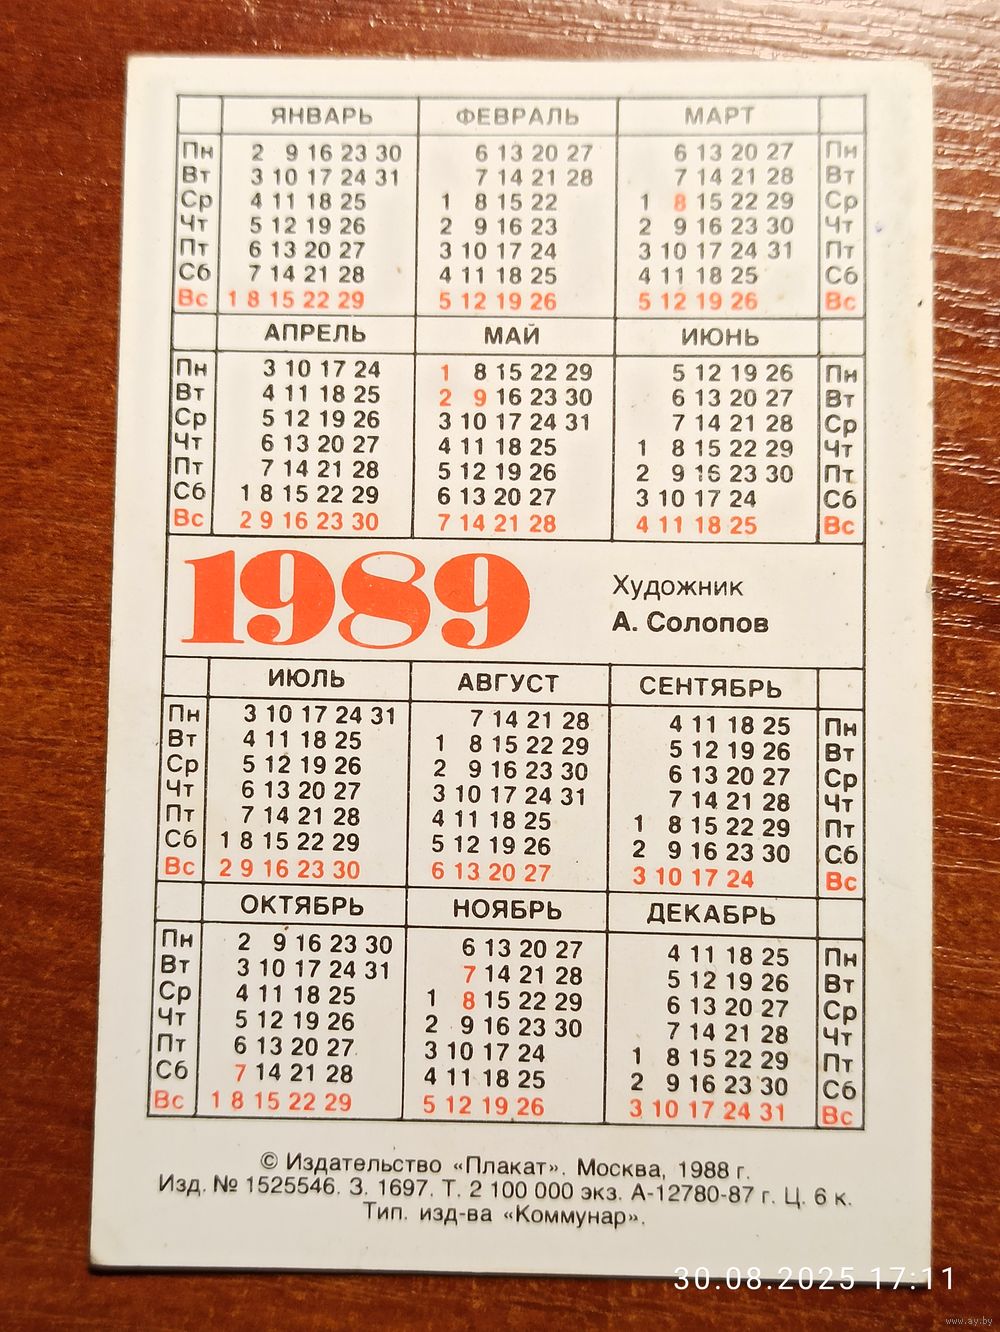 ЯНВАРЬ ФЕВРАЛЬ МАРТ
Пн 2 9 16 23 30 6 13 20 27 6 13 20 27 Пн
Вт 3 10 17 24 31 7 14 21 28 7 14 21 28 Вт
Ср 4 11 18 25 1 8 15 22 1 8 15 22 29 Ср
Чт 5 12 19 26 2 9 16 23 2 9 16 23 30 Чт
Пт 6 13 20 27 3 10 17 24 3 10 17 24 31 Пт
Сб 7 14 21 28 4 11 18 25 4 11 18 25 Сб
Вс 1 8 15 22 29 5 12 19 26 5 12 19 26 Вс
АПРЕЛЬ МАЙ ИЮНЬ
Пн 3 10 17 24 1 8 15 22 29 5 12 19 26 Пн
Вт 4 11 18 25 2 9 16 23 30 6 13 20 27 Вт
Ср 5 12 19 26 3 10 17 24 31 7 14 21 28 Ср
Чт 6 13 20 27 4 11 18 25 1 8 15 22 29 Чт
Пт 7 14 21 28 5 12 19 26 2 9 16 23 30 Пт
Сб 1 8 15 22 29 6 13 20 27 3 10 17 24 Сб
Вс 2 9 16 23 30 7 14 21 28 4 11 18 25 Вс
1989
Художник
А. Солопов
ИЮЛЬ АВГУСТ СЕНТЯБРЬ
Пн 3 10 17 24 31 7 14 21 28 4 11 18 25 Пн
Вт 4 11 18 25 1 8 15 22 29 5 12 19 26 Вт
Ср 5 12 19 26 2 9 16 23 30 6 13 20 27 Ср
Чт 6 13 20 27 3 10 17 24 31 7 14 21 28 Чт
Пт 7 14 21 28 4 11 18 25 1 8 15 22 29 Пт
Сб 1 8 15 22 29 5 12 19 26 2 9 16 23 30 Сб
Вс 2 9 16 23 30 6 13 20 27 3 10 17 24 Вс
ОКТЯБРЬ НОЯБРЬ ДЕКАБРЬ
Пн 2 9 16 23 30 6 13 20 27 4 11 18 25 Пн
Вт 3 10 17 24 31 7 14 21 28 5 12 19 26 Вт
Ср 4 11 18 25 1 8 15 22 29 6 13 20 27 Ср
Чт 5 12 19 26 2 9 16 23 30 7 14 21 28 Чт
Пт 6 13 20 27 3 10 17 24 1 8 15 22 29 Пт
Сб 7 14 21 28 4 11 18 25 2 9 16 23 30 Сб
Вс 1 8 15 22 29 5 12 19 26 3 10 17 24 31 Вс
© Издательство «Плакат». Москва, 1988 г.
Изд. № 1525546. З. 1697. Т. 2 100 000 экз. А-12780-87 г. Ц. 6 к.
Тип. изд-ва «Коммунар».
30.08.2025 17:11
www.ay.by